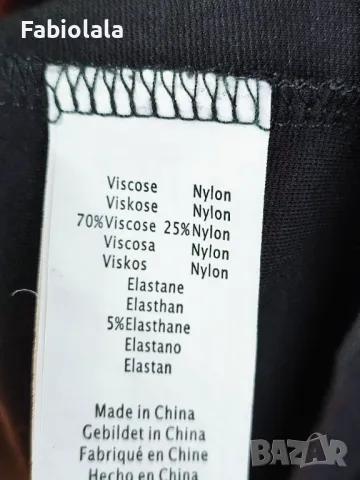 Fabiolala
Viscose Nylon
Viskose Nylon
70%Viscose 25%Nylon
Viscosa Nylon
Viskos Nylon
Elastane
Elasthan
5%Elasthane
Elastano
Elastan
Made in China
Gebildet in China
Fabriqué en Chine
Hecho en China
BAZAR